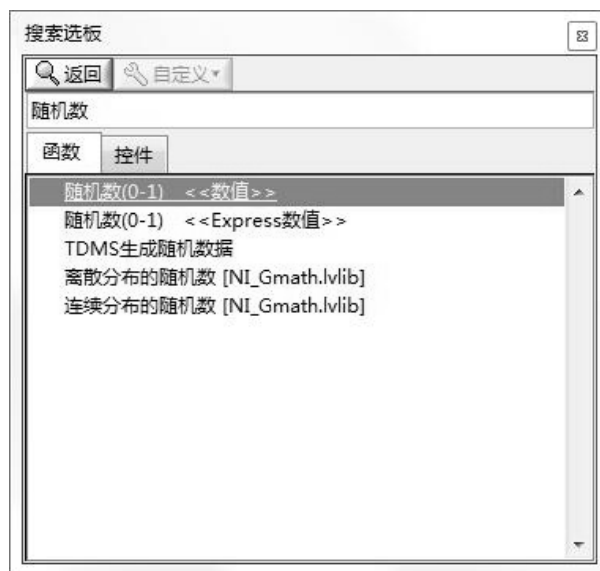 搜索选板
返回 自定义
随机数
函数 控件
随机数(0-1) <<数值>>
随机数(0-1) <<Express数值>>
TDMS生成随机数据
离散分布的随机数 [NI_Gmath.lvlib]
连续分布的随机数 [NI_Gmath.lvlib]